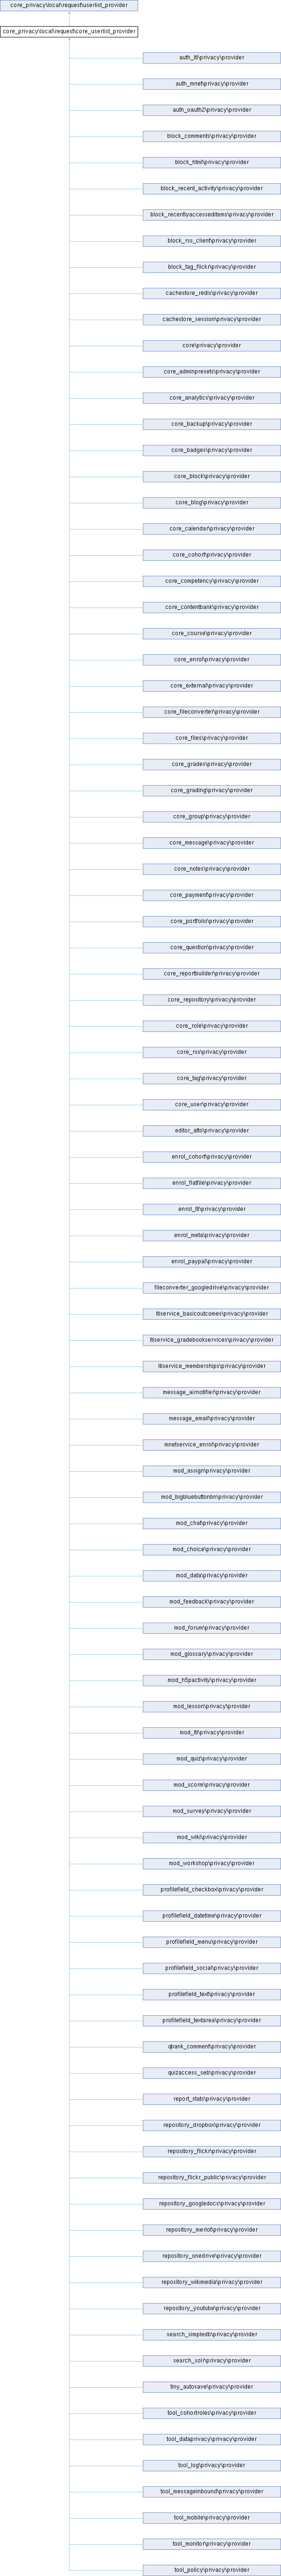 core_privacy\local\request\userlist_provider
core_privacy\local\request\core_userlist_provider
auth_lti\privacy\provider
auth_mnet\privacy\provider
auth_oauth2\privacy\provider
block_comments\privacy\provider
block_html\privacy\provider
block_recent_activity\privacy\provider
block_recentlyaccesseditems\privacy\provider
block_rss_client\privacy\provider
block_tag_flickr\privacy\provider
cachestore_redis\privacy\provider
cachestore_session\privacy\provider
core\privacy\provider
core_adminpresets\privacy\provider
core_analytics\privacy\provider
core_backup\privacy\provider
core_badges\privacy\provider
core_block\privacy\provider
core_blog\privacy\provider
core_calendar\privacy\provider
core_cohort\privacy\provider
core_competency\privacy\provider
core_contentbank\privacy\provider
core_course\privacy\provider
core_enrol\privacy\provider
core_external\privacy\provider
core_fileconverter\privacy\provider
core_files\privacy\provider
core_grades\privacy\provider
core_grading\privacy\provider
core_group\privacy\provider
core_message\privacy\provider
core_notes\privacy\provider
core_payment\privacy\provider
core_portfolio\privacy\provider
core_question\privacy\provider
core_reportbuilder\privacy\provider
core_repository\privacy\provider
core_role\privacy\provider
core_rss\privacy\provider
core_tag\privacy\provider
core_user\privacy\provider
editor_atto\privacy\provider
enrol_cohort\privacy\provider
enrol_flatfile\privacy\provider
enrol_lti\privacy\provider
enrol_meta\privacy\provider
enrol_paypal\privacy\provider
fileconverter_googledrive\privacy\provider
ltiservice_basicoutcomes\privacy\provider
ltiservice_gradebookservices\privacy\provider
ltiservice_memberships\privacy\provider
message_airnotifier\privacy\provider
message_email\privacy\provider
mnetservice_enrol\privacy\provider
mod_assign\privacy\provider
mod_bigbluebuttonbn\privacy\provider
mod_chat\privacy\provider
mod_choice\privacy\provider
mod_data\privacy\provider
mod_feedback\privacy\provider
mod_forum\privacy\provider
mod_glossary\privacy\provider
mod_h5pactivity\privacy\provider
mod_lesson\privacy\provider
mod_lti\privacy\provider
mod_quiz\privacy\provider
mod_scorm\privacy\provider
mod_survey\privacy\provider
mod_wiki\privacy\provider
mod_workshop\privacy\provider
profilefield_checkbox\privacy\provider
profilefield_datetime\privacy\provider
profilefield_menu\privacy\provider
profilefield_social\privacy\provider
profilefield_text\privacy\provider
profilefield_textarea\privacy\provider
qbank_comment\privacy\provider
quizaccess_seb\privacy\provider
report_stats\privacy\provider
repository_dropbox\privacy\provider
repository_flickr\privacy\provider
repository_flickr_public\privacy\provider
repository_googledocs\privacy\provider
repository_merlot\privacy\provider
repository_onedrive\privacy\provider
repository_wikimedia\privacy\provider
repository_youtube\privacy\provider
search_simpledb\privacy\provider
search_solr\privacy\provider
tiny_autosave\privacy\provider
tool_cohortroles\privacy\provider
tool_dataprivacy\privacy\provider
tool_log\privacy\provider
tool_messageinbound\privacy\provider
tool_mobile\privacy\provider
tool_monitor\privacy\provider
tool_policy\privacy\provider